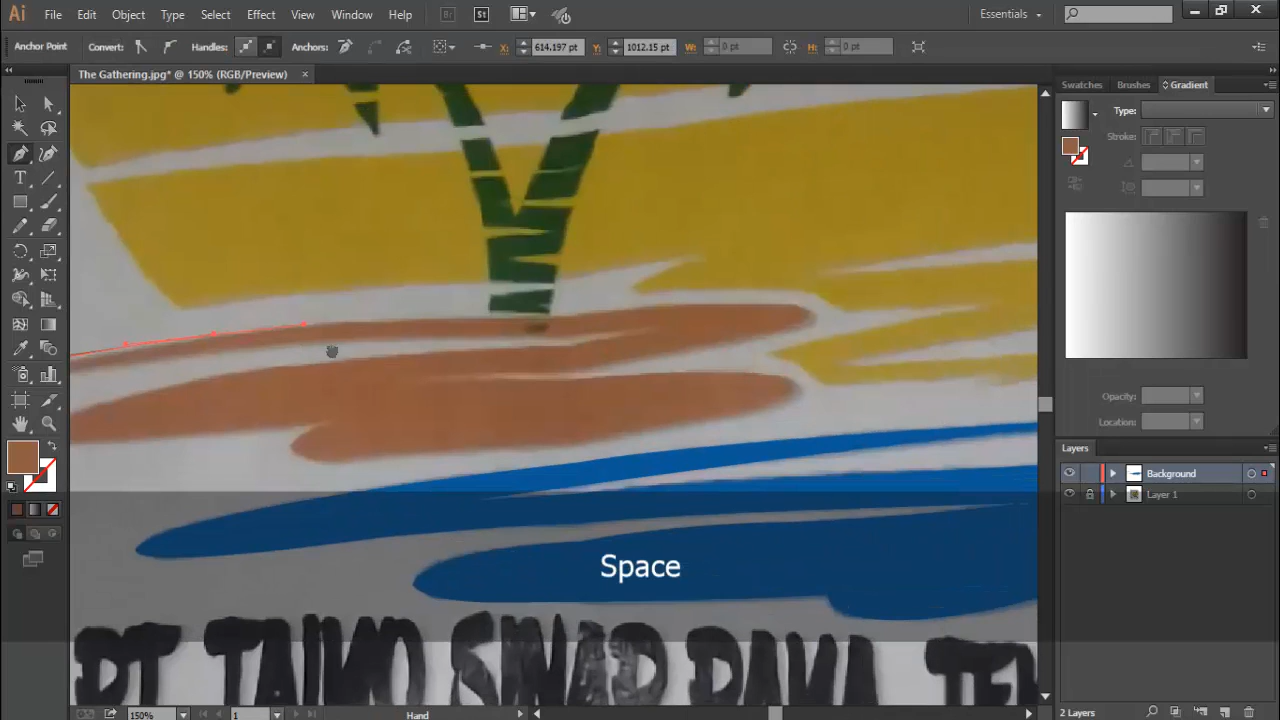 Ai File Edit Object Type Select Effect View Window Help Br St Essentials
Anchor Point Convert: Handles: Anchors: X: 614.197 pt Y: 1012.15 pt W: 0 pt H: 0 pt
The Gathering.jpg* @ 150% (RGB/Preview) ×
Swatches Brushes Gradient
Type:
Stroke:
Opacity:
Location:
Layers
Background
Layer 1
Space
150% 1 Hand 2 Layers